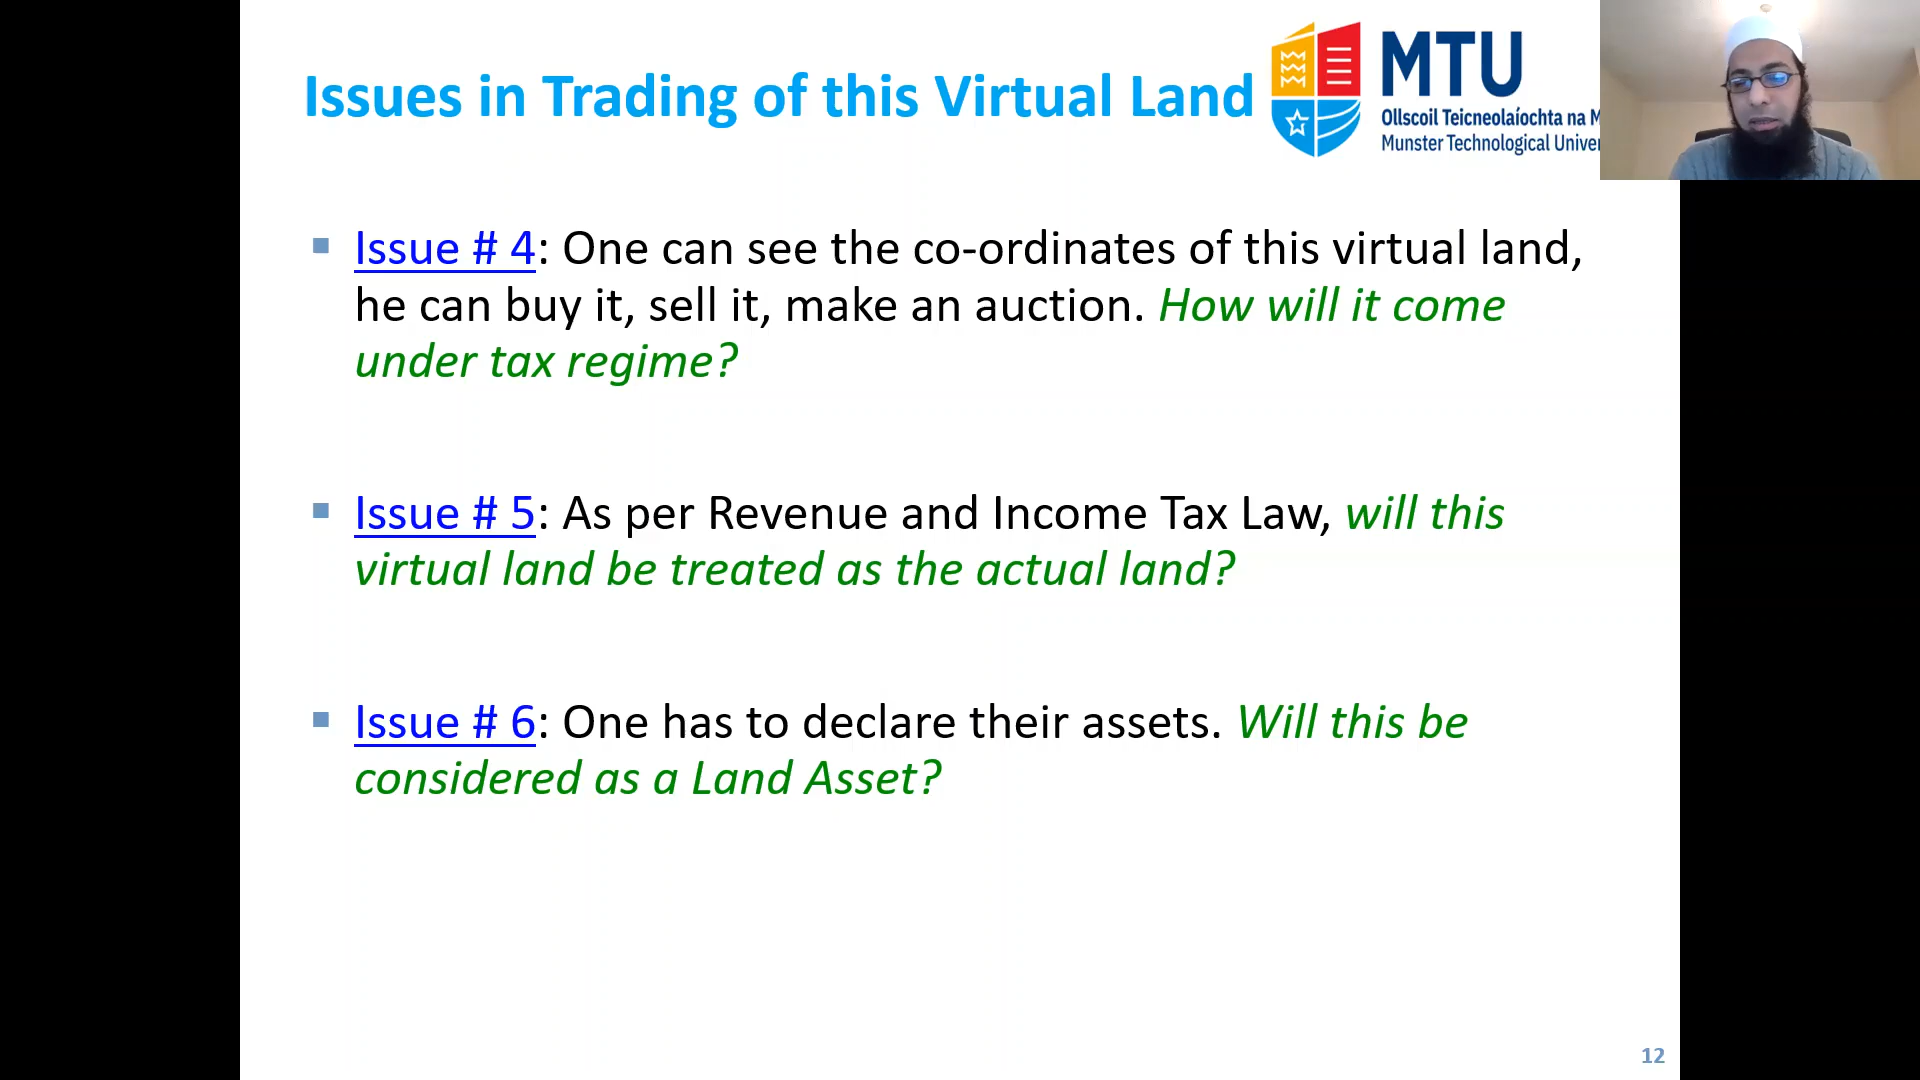 Issues in Trading of this Virtual Land
MTU
Ollscoil Teicneolaíochta na
Munster Technological
Issue # 4: One can see the co-ordinates of this virtual land,
he can buy it, sell it, make an auction. How will it come
under tax regime?
Issue # 5: As per Revenue and Income Tax Law, will this
virtual land be treated as the actual land?
Issue # 6: One has to declare their assets. Will this be
considered as a Land Asset?
12